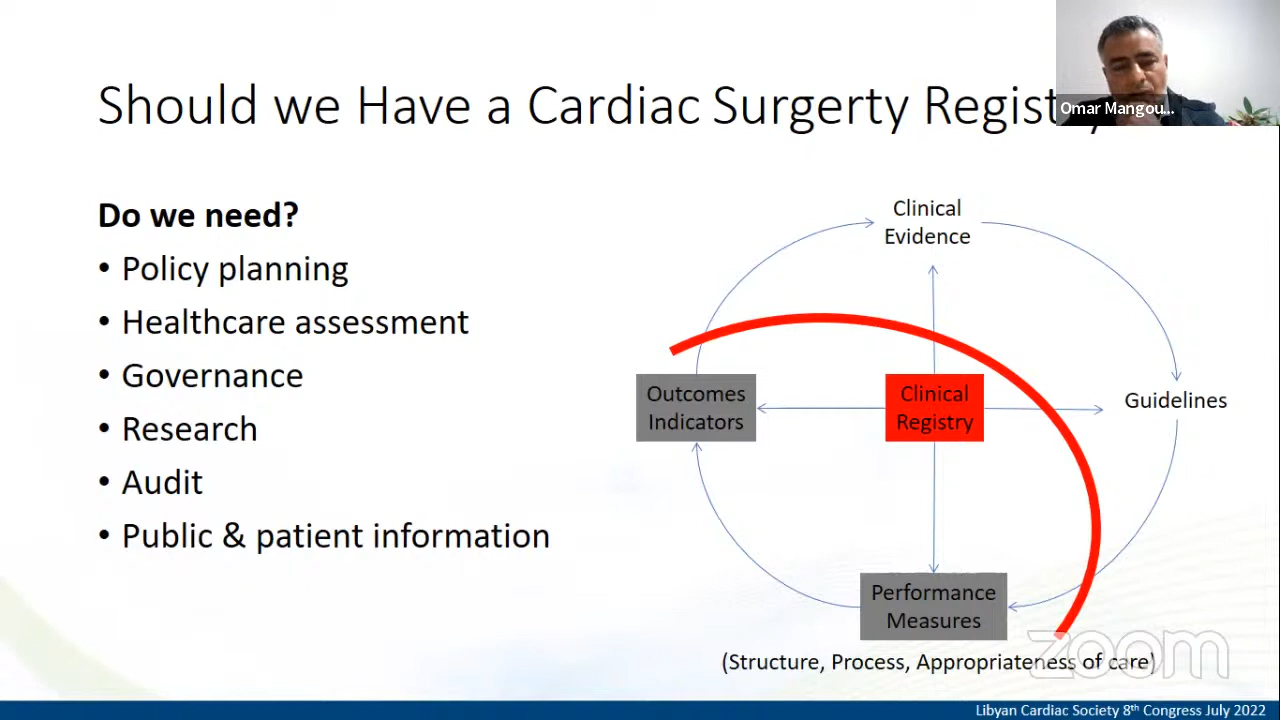 Should we Have a Cardiac Surgerty Registry
Omar Mangou...
Do we need?
• Policy planning
• Healthcare assessment
• Governance
• Research
• Audit
• Public & patient information
Clinical
Evidence
Outcomes
Indicators
Clinical
Registry
Guidelines
Performance
Measures
(Structure, Process, Appropriateness of care)
zoom
Libyan Cardiac Society 8th Congress July 2022